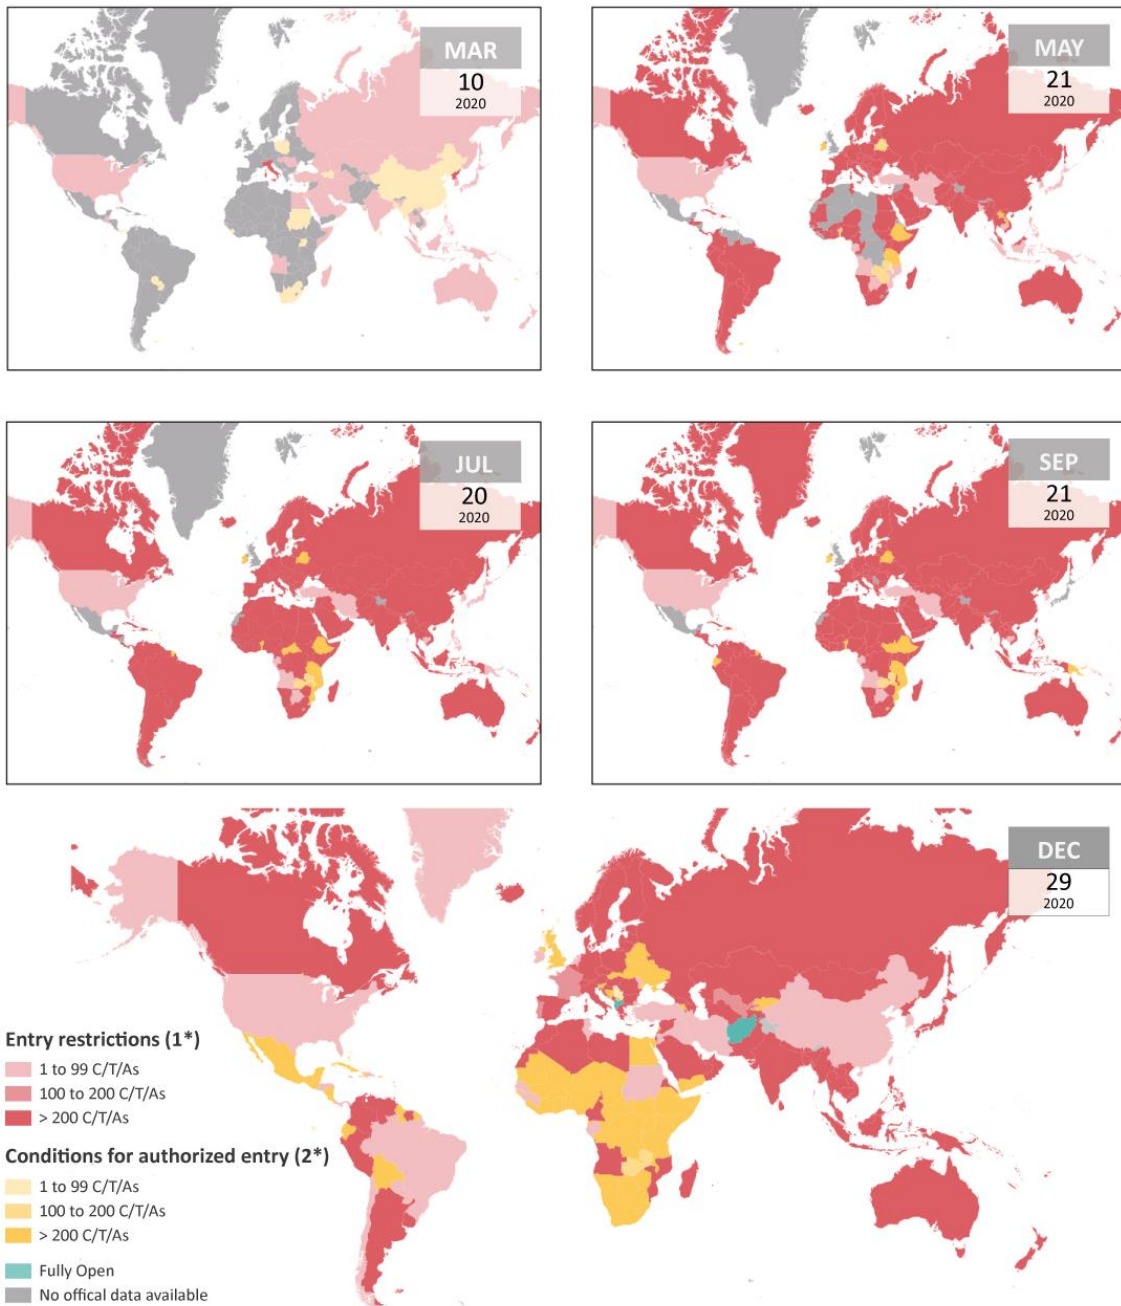 MAR
10
2020
MAY
21
2020
JUL
20
2020
SEP
21
2020
DEC
29
2020
Entry restrictions (1*)
1 to 99 C/T/As
100 to 200 C/T/As
> 200 C/T/As
Conditions for authorized entry (2*)
1 to 99 C/T/As
100 to 200 C/T/As
> 200 C/T/As
Fully Open
No offical data available